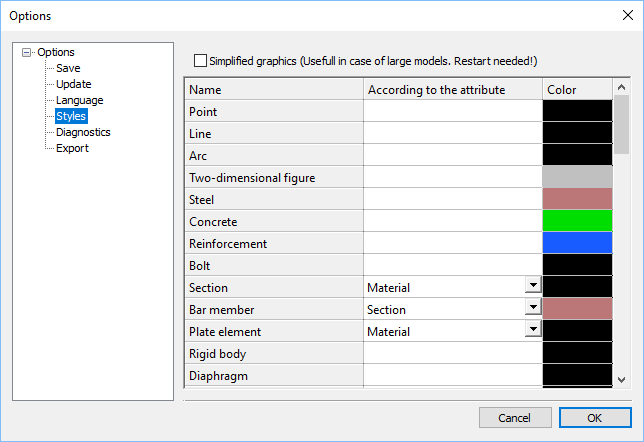 Options
Options
Save
Update
Language
Styles
Diagnostics
Export
Simplified graphics (Usefull in case of large models. Restart needed!)
Name According to the attribute Color
Point
Line
Arc
Two-dimensional figure
Steel
Concrete
Reinforcement
Bolt
Section Material
Bar member Section
Plate element Material
Rigid body
Diaphragm
Cancel OK